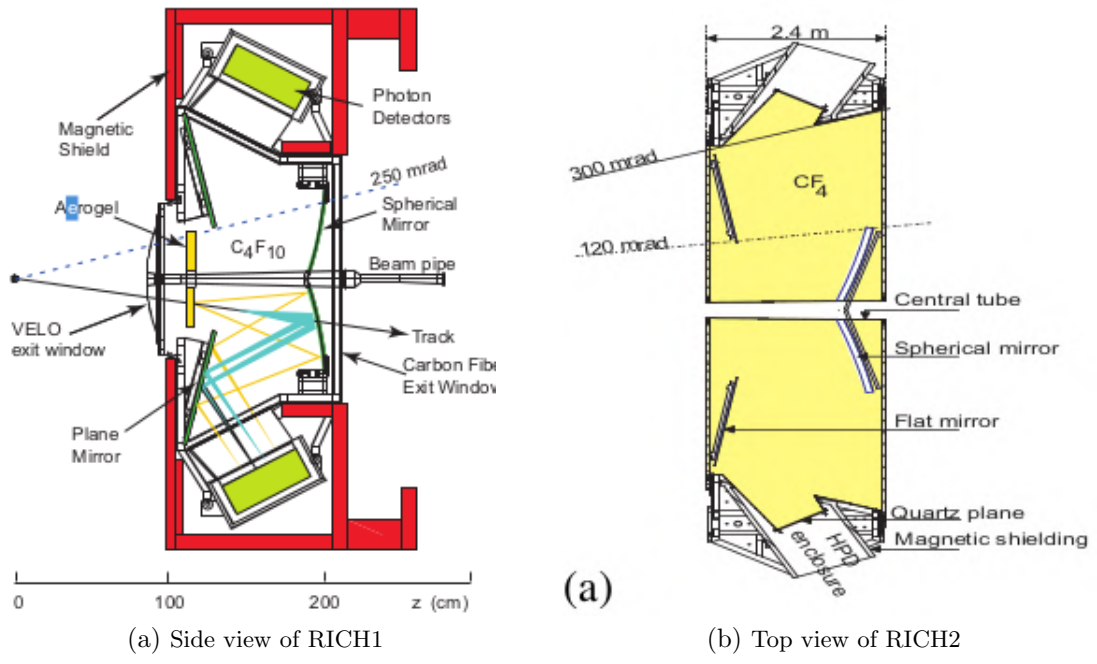 Magnetic
Shield
Aerogel
VELO
exit window
Plane
Mirror
Photon
Detectors
250 mrad
Spherical
Mirror
C4F10
Beam pipe
Track
Carbon Fibe
Exit Window
0 100 200 z (cm)
(a) Side view of RICH1
2.4 m
300 mrad
CF4
120 mrad
Central tube
Spherical mirror
Flat mirror
Quartz plane
Magnetic shielding
HPD
enclosure
(a)
(b) Top view of RICH2